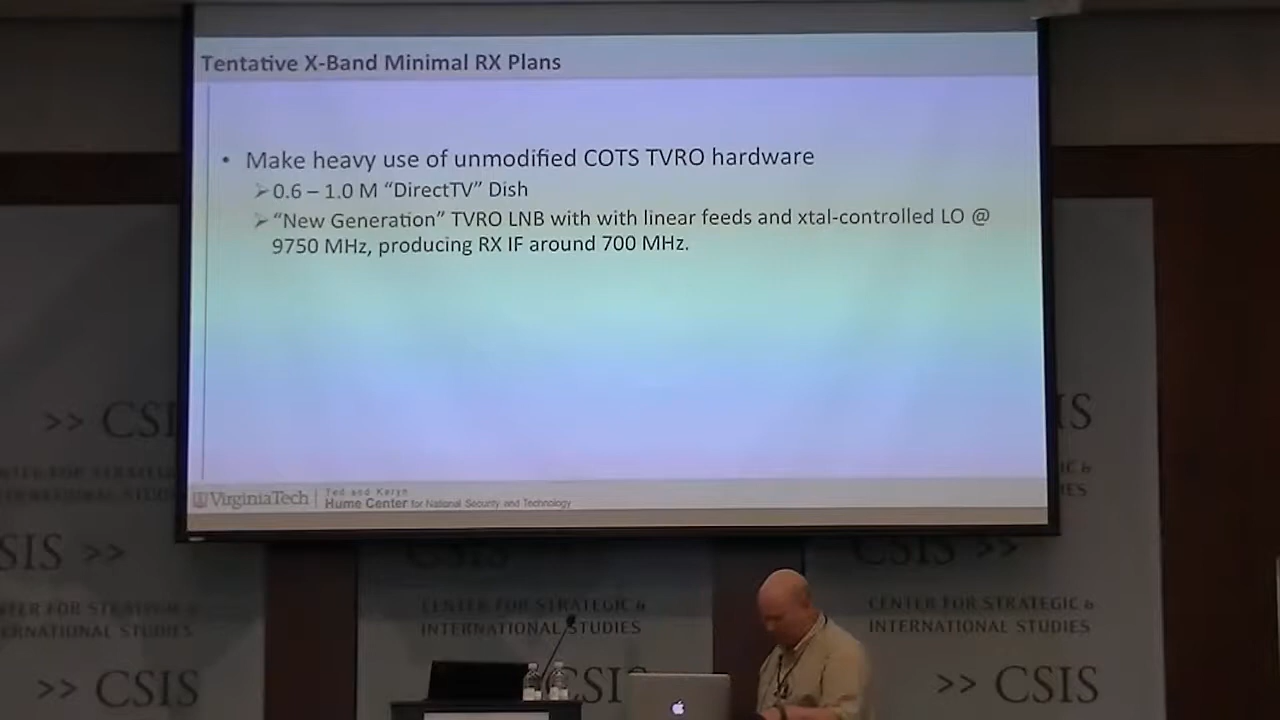 Tentative X-Band Minimal RX Plans
• Make heavy use of unmodified COTS TVRO hardware
➢ 0.6 – 1.0 M “DirectTV” Dish
➢ “New Generation” TVRO LNB with with linear feeds and xtal-controlled LO @
9750 MHz, producing RX IF around 700 MHz.
VirginiaTech
Ted and Karyn
Hume Center for National Security and Technology
>> CSI
IS
SIS >>
CSIS >>
CENTER FOR STRATEGIC &
INTERNATIONAL STUDIES
CENTER FOR STRATEGIC &
INTERNATIONAL STUDIES
>> CSIS
CSIS
>> CSIS